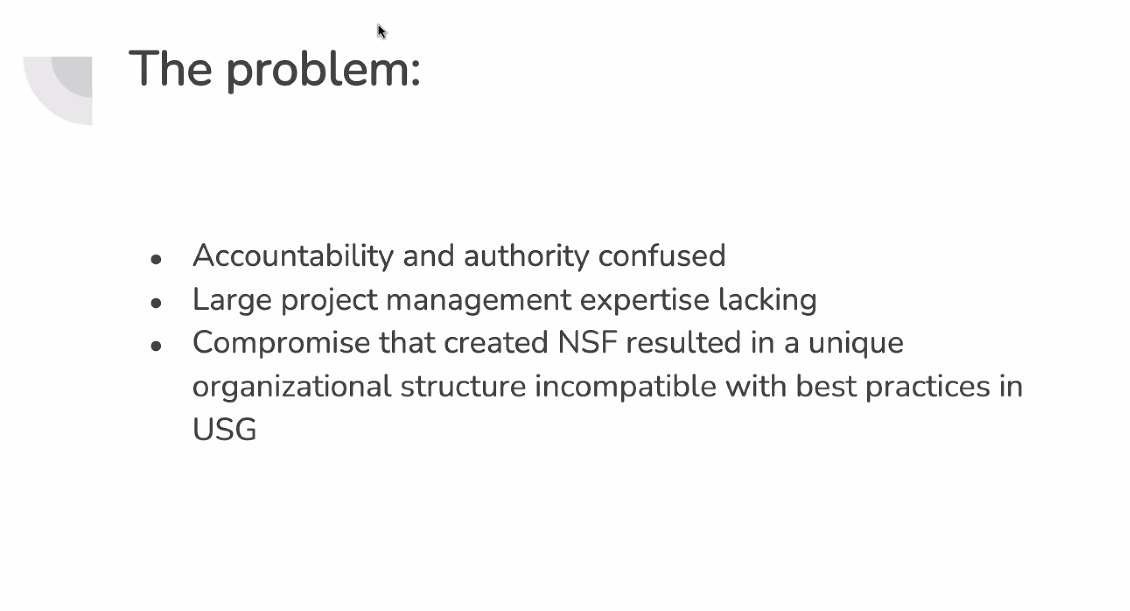 The problem:
● Accountability and authority confused
● Large project management expertise lacking
● Compromise that created NSF resulted in a unique
organizational structure incompatible with best practices in
USG